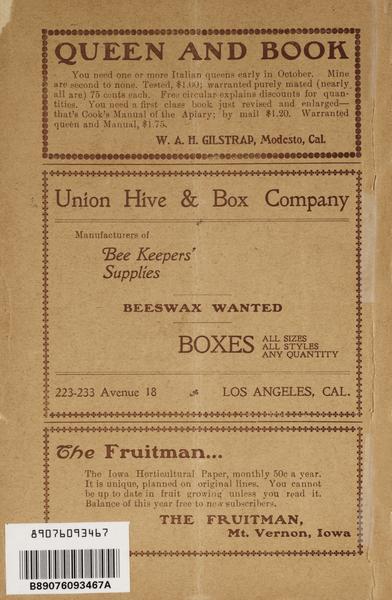 QUEEN AND BOOK
You need one or more Italian queens early in October. Mine
are second to none. Tested, $1.00; warranted purely mated (nearly
all are) 75 cents each. Free circular explains discounts for quan-
tities. You need a first class book just revised and enlarged—
that's Cook's Manual of the Apiary; by mail $1.20. Warranted
queen and Manual, $1.75.
W. A. H. GILSTRAP, Modesto, Cal.
Union Hive & Box Company
Manufacturers of
Bee Keepers'
Supplies
BEESWAX WANTED
BOXES ALL SIZES
ALL STYLES
ANY QUANTITY
223-233 Avenue 18 LOS ANGELES, CAL.
The Fruitman...
The Iowa Horticultural Paper, monthly 50c a year.
It is unique, planned on original lines. You cannot
be up to date in fruit growing unless you read it.
Balance of this year free to new subscribers.
THE FRUITMAN,
Mt. Vernon, Iowa
89076093467
B89076093467A